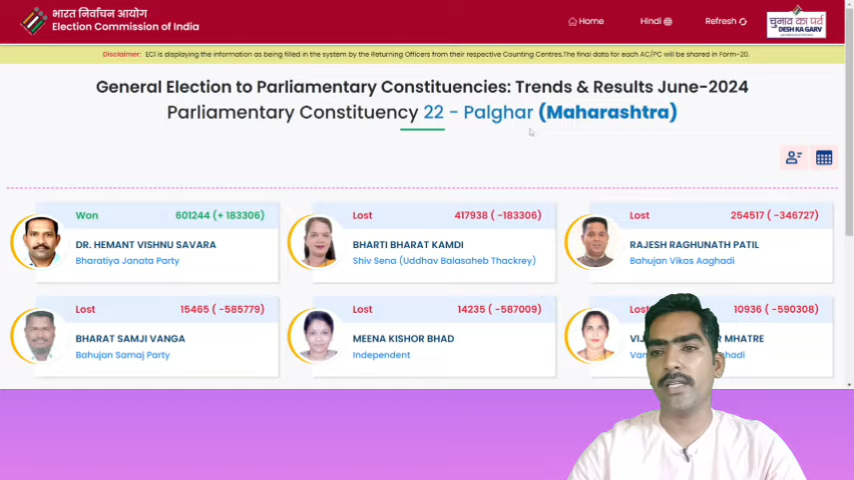 भारत निर्वाचन आयोग
Election Commission of India
Home
Hindi
Refresh
चुनाव का पर्व
DESH KA GARV
Disclaimer: ECI is displaying the information as being filled in the system by the Returning Officers from their respective Counting Centres.The final data for each AC/PC will be shared in Form-20.
General Election to Parliamentary Constituencies: Trends & Results June-2024
Parliamentary Constituency 22 - Palghar (Maharashtra)
Won 601244 (+ 183306)
DR. HEMANT VISHNU SAVARA
Bharatiya Janata Party
Lost 417938 ( -183306)
BHARTI BHARAT KAMDI
Shiv Sena (Uddhav Balasaheb Thackrey)
Lost 254517 ( -346727)
RAJESH RAGHUNATH PATIL
Bahujan Vikas Aaghadi
Lost 15465 ( -585779)
BHARAT SAMJI VANGA
Bahujan Samaj Party
Lost 14235 ( -587009)
MEENA KISHOR BHAD
Independent
Lost 10936 ( -590308)
MHATRE